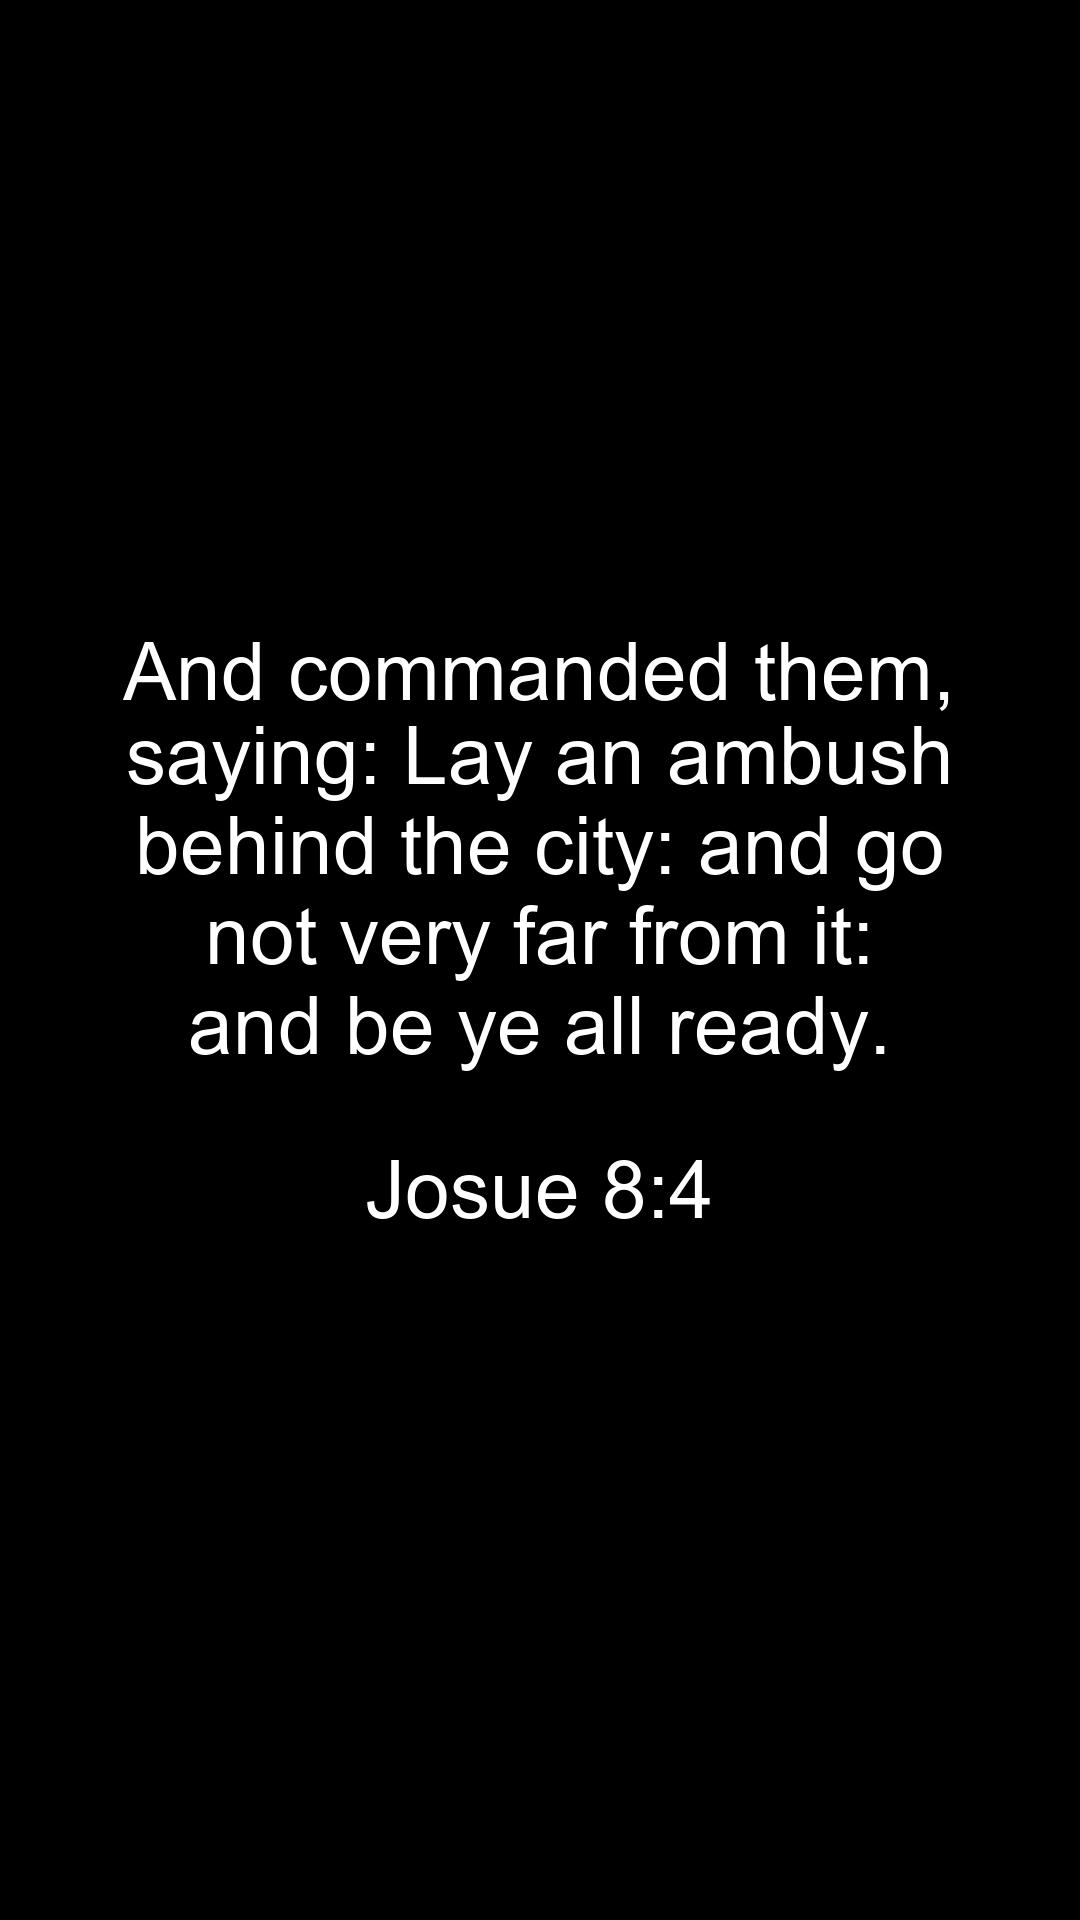 And commanded them,
saying: Lay an ambush
behind the city: and go
not very far from it:
and be ye all ready.
Josue 8:4